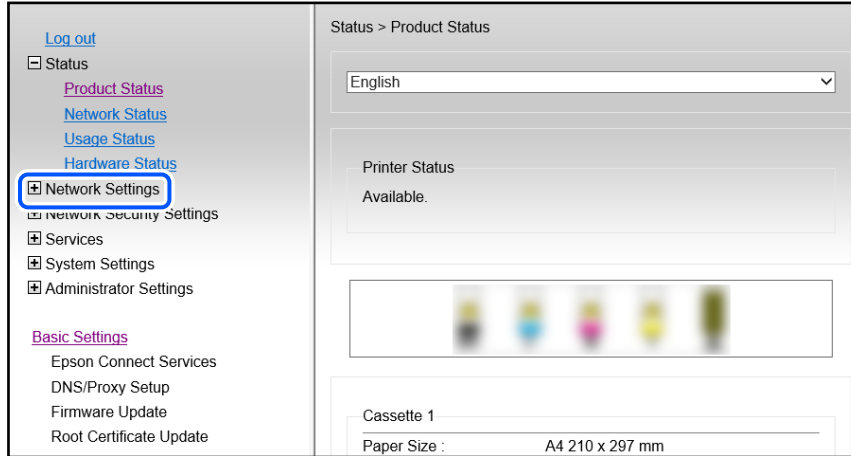 Log out
Status
Product Status
Network Status
Usage Status
Hardware Status
Network Settings
Network Security Settings
Services
System Settings
Administrator Settings
Basic Settings
Epson Connect Services
DNS/Proxy Setup
Firmware Update
Root Certificate Update
Status > Product Status
English
Printer Status
Available.
Cassette 1
Paper Size : A4 210 x 297 mm